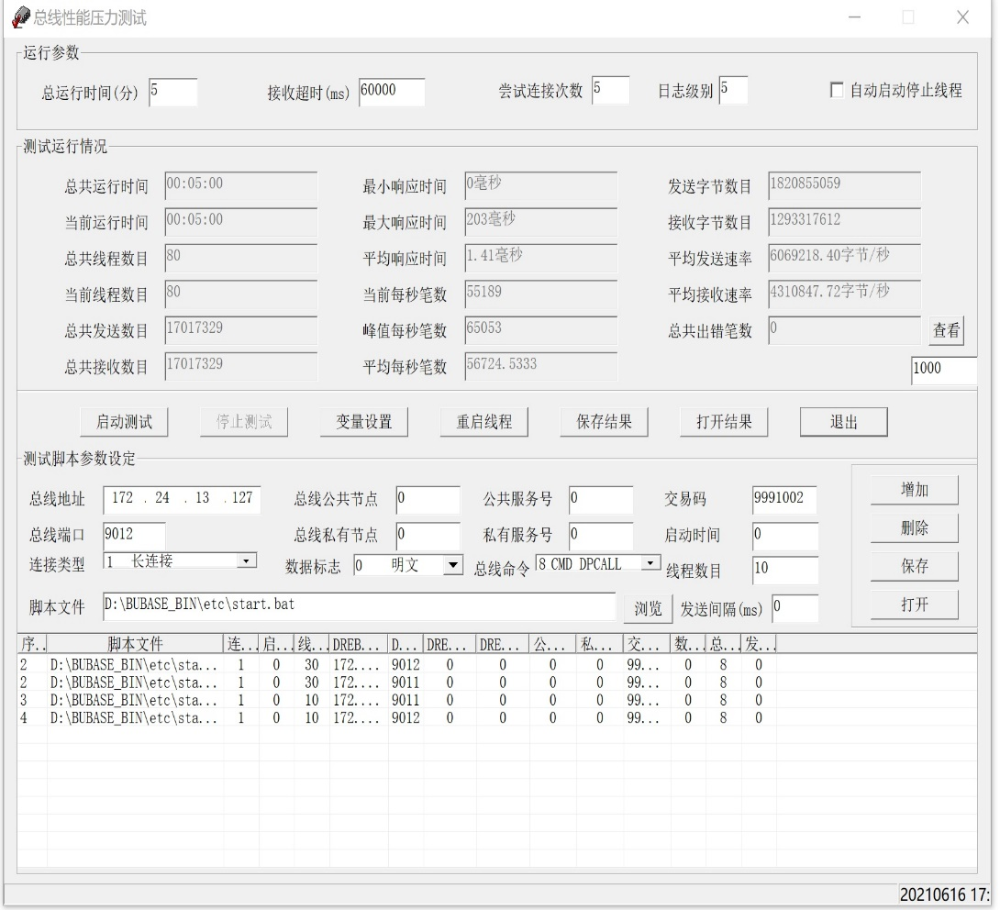 总线性能压力测试
运行参数
总运行时间(分) 5 接收超时(ms) 60000 尝试连接次数 5 日志级别 5 自动启动停止线程
测试运行情况
总共运行时间 00:05:00 最小响应时间 0毫秒 发送字节数目 1820855059
当前运行时间 00:05:00 最大响应时间 203毫秒 接收字节数目 1293317612
总共线程数目 80 平均响应时间 1.41毫秒 平均发送速率 6069218.40字节/秒
当前线程数目 80 当前每秒笔数 55189 平均接收速率 4310847.72字节/秒
总共发送数目 17017329 峰值每秒笔数 65053 总共出错笔数 0 查看
总共接收数目 17017329 平均每秒笔数 56724.5333 1000
启动测试 停止测试 变量设置 重启线程 保存结果 打开结果 退出
测试脚本参数设定
总线地址 172 . 24 . 13 . 127 总线公共节点 0 公共服务号 0 交易码 9991002 增加
总线端口 9012 总线私有节点 0 私有服务号 0 启动时间 0 删除
连接类型 1 长连接 数据标志 0 明文 总线命令 8 CMD DPCALL 线程数目 10 保存
脚本文件 D:\BUBASE_BIN\etc\start.bat 浏览 发送间隔(ms) 0 打开
序... 脚本文件 连... 启... 线... DREB... D... DRE... DRE... 公... 私... 交... 数... 总... 发...
2 D:\BUBASE_BIN\etc\sta... 1 0 30 172.... 9012 0 0 0 0 99... 0 8 0
2 D:\BUBASE_BIN\etc\sta... 1 0 30 172.... 9011 0 0 0 0 99... 0 8 0
3 D:\BUBASE_BIN\etc\sta... 1 0 10 172.... 9011 0 0 0 0 99... 0 8 0
4 D:\BUBASE_BIN\etc\sta... 1 0 10 172.... 9012 0 0 0 0 99... 0 8 0
20210616 17: